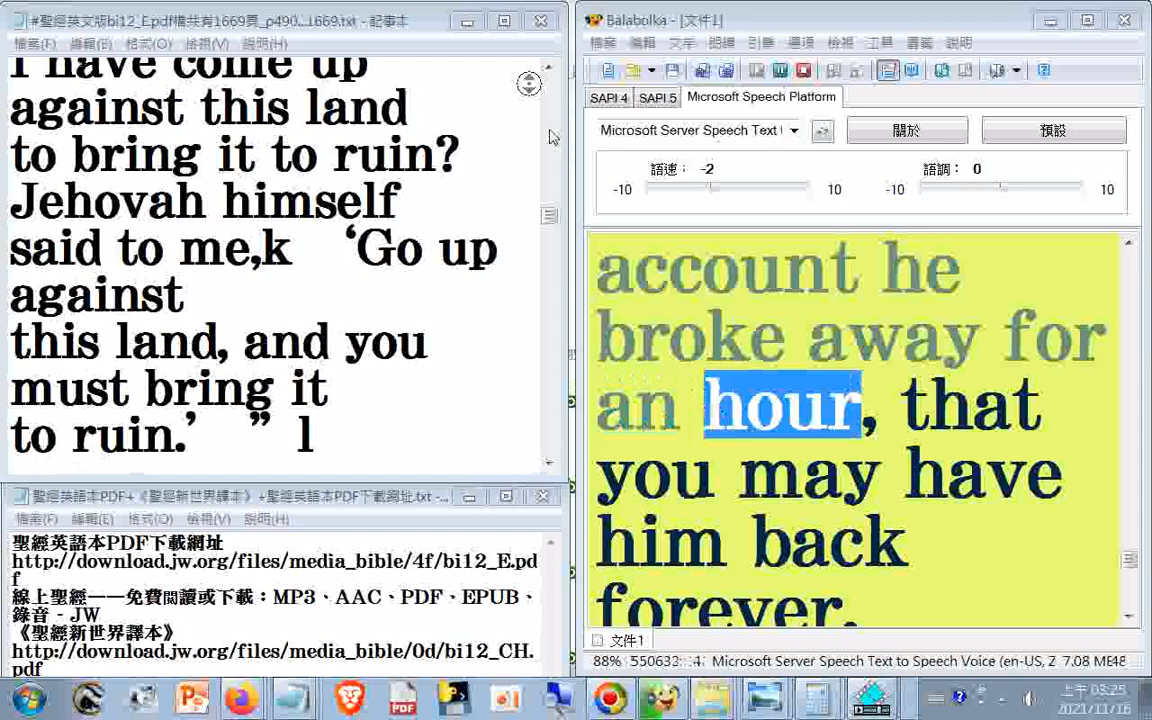 #聖經英文版bi12_E.pdf檔共有1669頁_p490...1669.txt - 記事本
檔案(F) 編輯(E) 格式(O) 檢視(V) 說明(H)
I have come up
against this land
to bring it to ruin?
Jehovah himself
said to me,k ‘Go up
against
this land, and you
must bring it
to ruin.’ ” l
聖經英語本PDF+《聖經新世界譯本》+聖經英語本PDF下載網址.txt - ...
檔案(F) 編輯(E) 格式(O) 檢視(V) 說明(H)
聖經英語本PDF下載網址
http://download.jw.org/files/media_bible/4f/bi12_E.pd
f
線上聖經——免費閱讀或下載：MP3、AAC、PDF、EPUB、
錄音 - JW
《聖經新世界譯本》
http://download.jw.org/files/media_bible/0d/bi12_CH.
pdf
Balabolka - [文件1]
檔案 編輯 文字 朗讀 引擎 選項 檢視 工具 書籤 說明
SAPI 4 SAPI 5 Microsoft Speech Platform
Microsoft Server Speech Text 關於 預設
語速： -2 語調： 0
-10 10 -10 10
account he
broke away for
an hour, that
you may have
him back
forever.
文件1
88% Microsoft Server Speech Text to Speech Voice (en-US, Z 7.08 ME
PDF
上午 03:25
2021/11/16